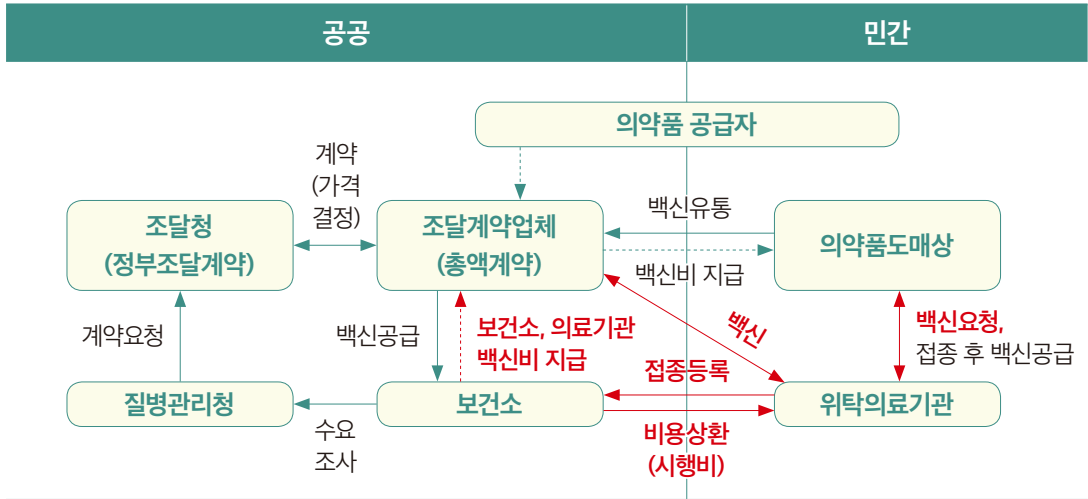 공공
민간
의약품 공급자
계약
(가격
결정)
조달청
(정부조달계약)
조달계약업체
(총액계약)
백신유통
백신비 지급
의약품도매상
계약요청
백신공급
보건소, 의료기관
백신비 지급
백신
백신요청,
접종 후 백신공급
접종등록
질병관리청
보건소
위탁의료기관
수요
조사
비용상환
(시행비)